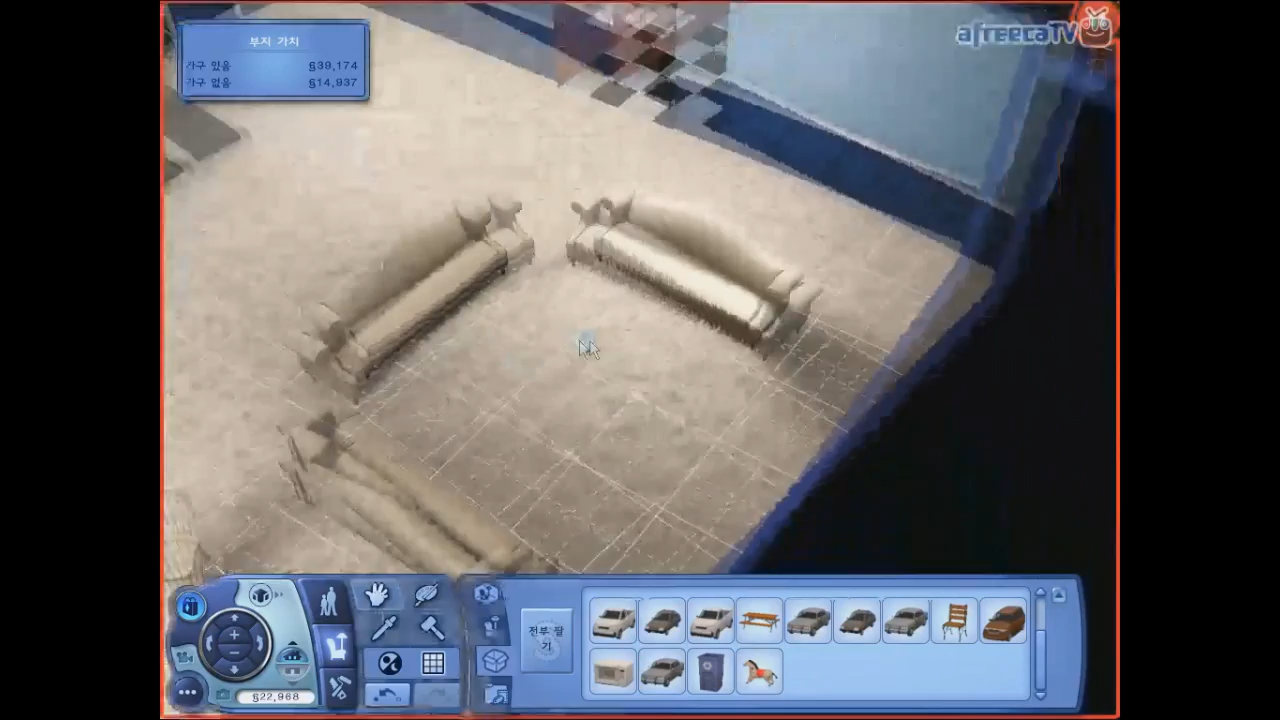 부지 가치
가구 있음 §39,174
가구 없음 §14,937
afreecaTV
전부 팔
기
§22,968